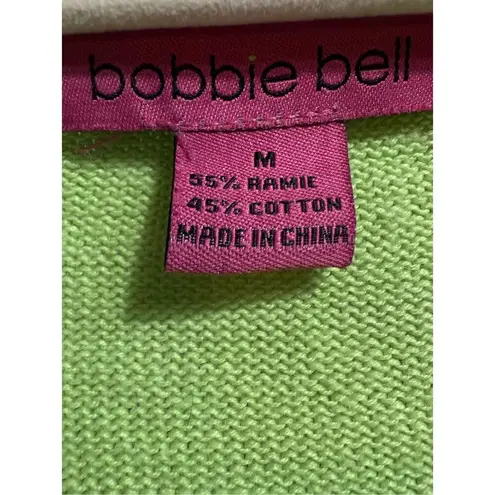 bobbie bell
M
55% RAMIE
45% COTTON
MADE IN CHINA